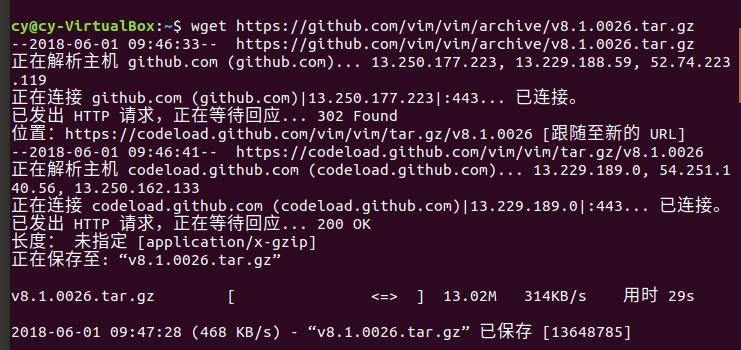 cy@cy-VirtualBox:~$ wget https://github.com/vim/vim/archive/v8.1.0026.tar.gz
--2018-06-01 09:46:33--  https://github.com/vim/vim/archive/v8.1.0026.tar.gz
正在解析主机 github.com (github.com)... 13.250.177.223, 13.229.188.59, 52.74.223
.119
正在连接 github.com (github.com)|13.250.177.223|:443... 已连接。
已发出 HTTP 请求，正在等待回应... 302 Found
位置：https://codeload.github.com/vim/vim/tar.gz/v8.1.0026 [跟随至新的 URL]
--2018-06-01 09:46:41--  https://codeload.github.com/vim/vim/tar.gz/v8.1.0026
正在解析主机 codeload.github.com (codeload.github.com)... 13.229.189.0, 54.251.1
40.56, 13.250.162.133
正在连接 codeload.github.com (codeload.github.com)|13.229.189.0|:443... 已连接。
已发出 HTTP 请求，正在等待回应... 200 OK
长度： 未指定 [application/x-gzip]
正在保存至: “v8.1.0026.tar.gz”
v8.1.0026.tar.gz        [               <=>  ]  13.02M   314KB/s    用时 29s
2018-06-01 09:47:28 (468 KB/s) - “v8.1.0026.tar.gz” 已保存 [13648785]